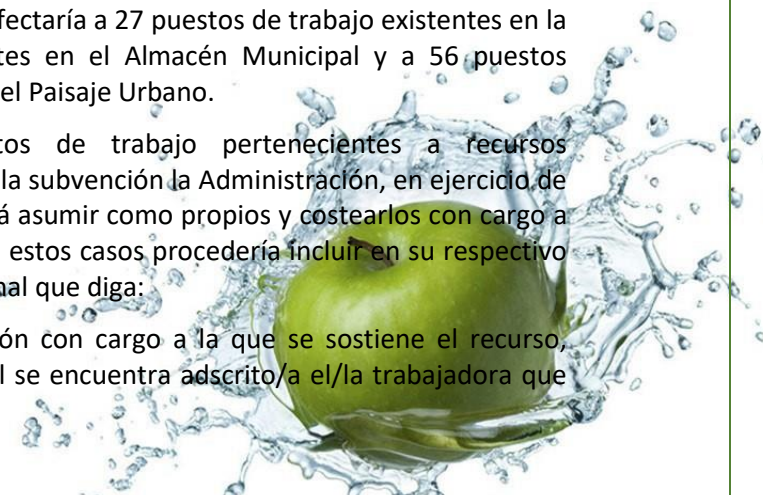 fectaría a 27 puestos de trabajo existentes en la
tes en el Almacén Municipal y a 56 puestos
el Paisaje Urbano.
tos de trabajo pertenecientes a recursos
la subvención la Administración, en ejercicio de
á asumir como propios y costearlos con cargo a
estos casos procedería incluir en su respectivo
nal que diga:
ón con cargo a la que se sostiene el recurso,
l se encuentra adscrito/a el/la trabajadora que